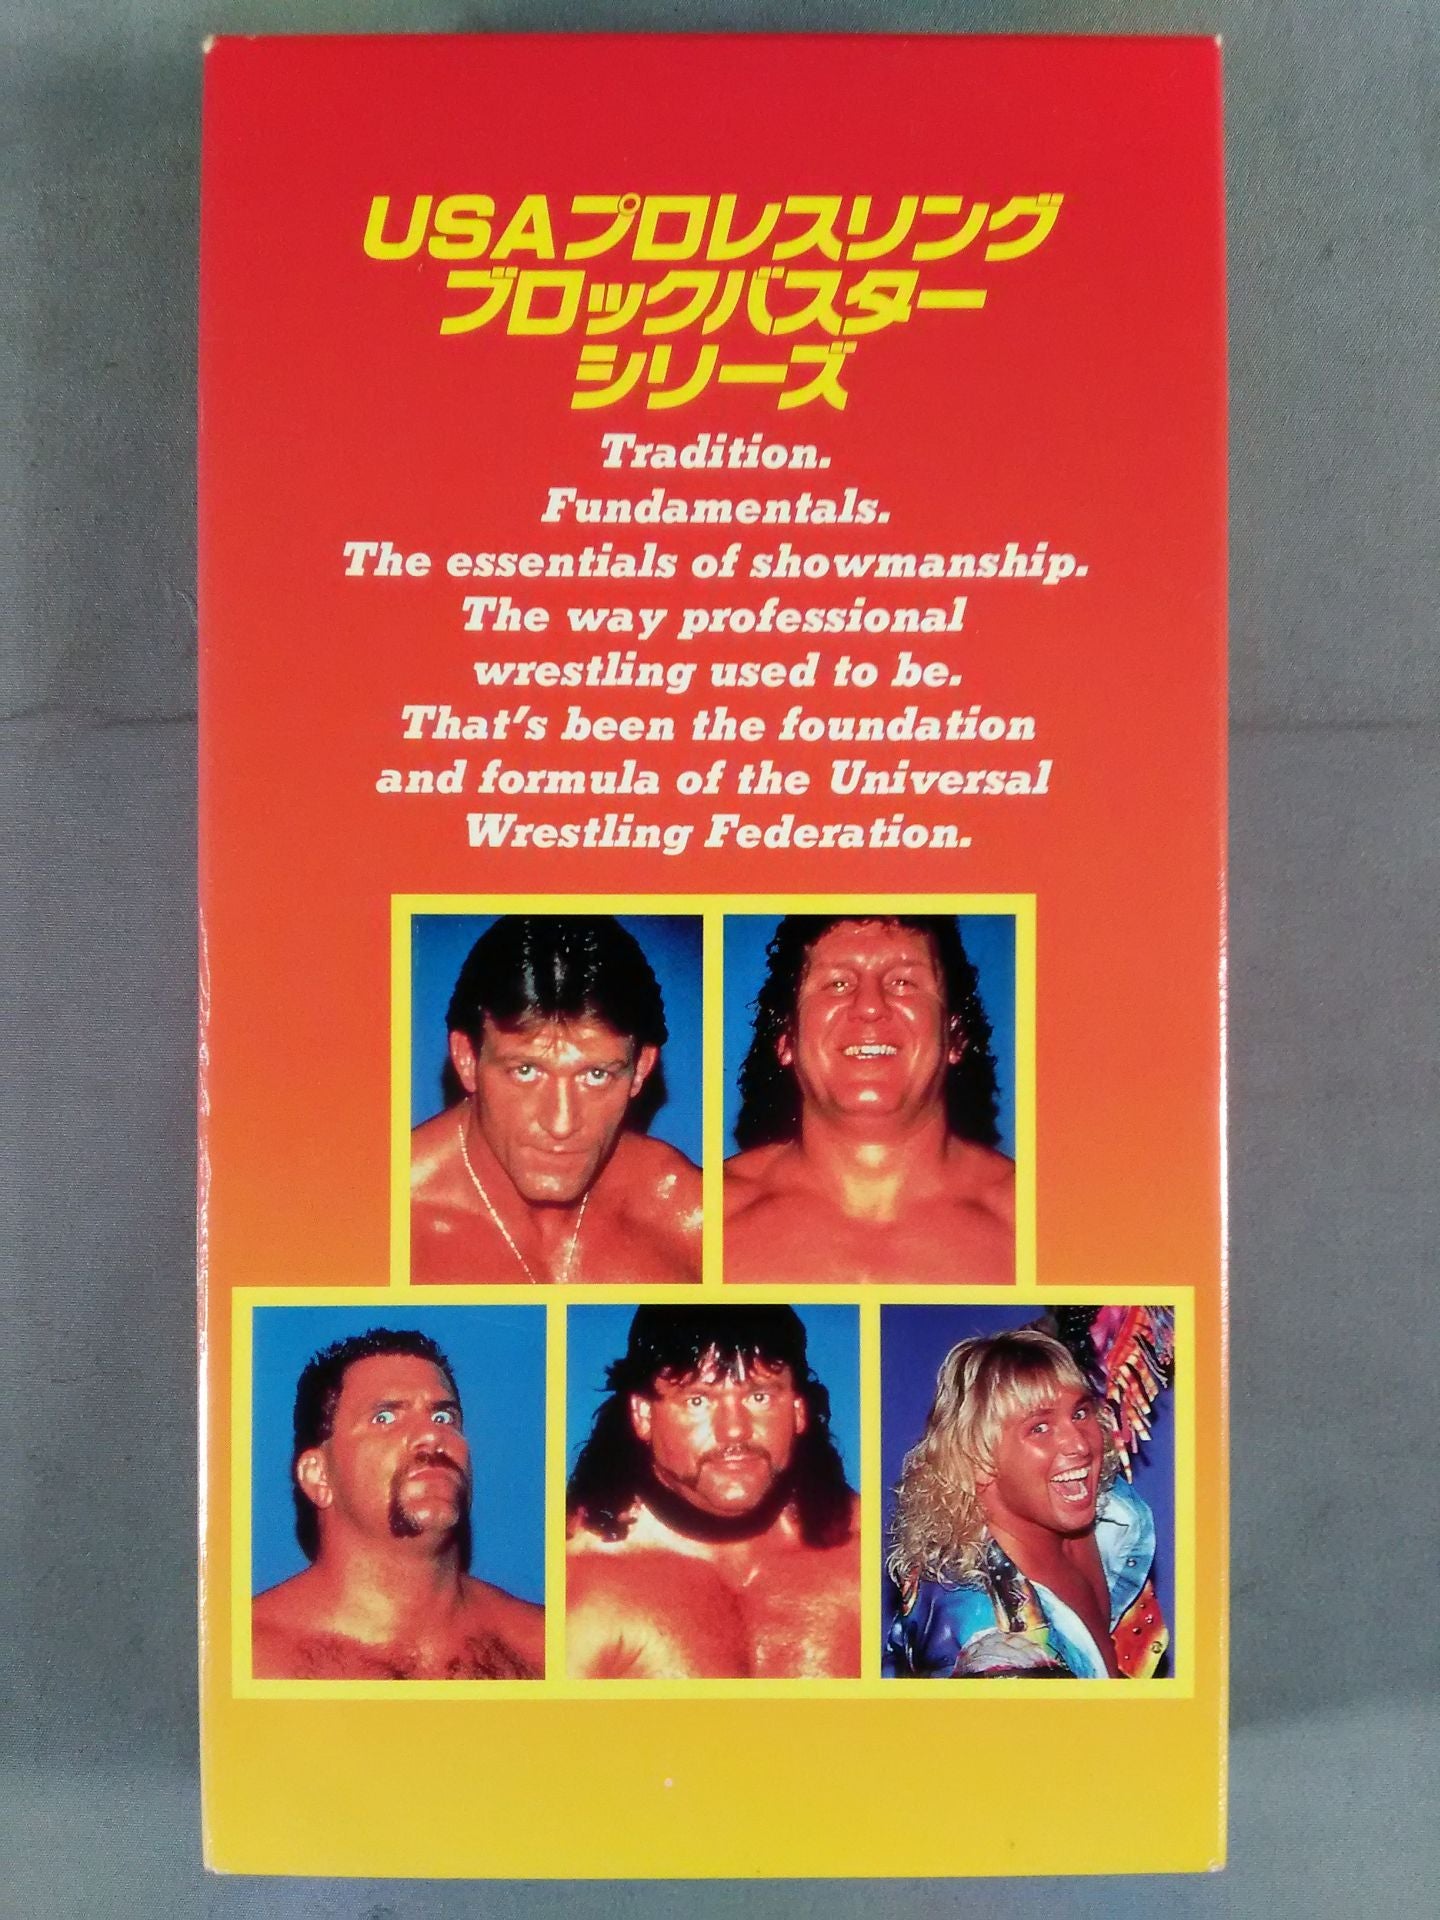 USAプロレスリング
ブロックバスター
シリーズ
Tradition.
Fundamentals.
The essentials of showmanship.
The way professional
wrestling used to be.
That's been the foundation
and formula of the Universal
Wrestling Federation.